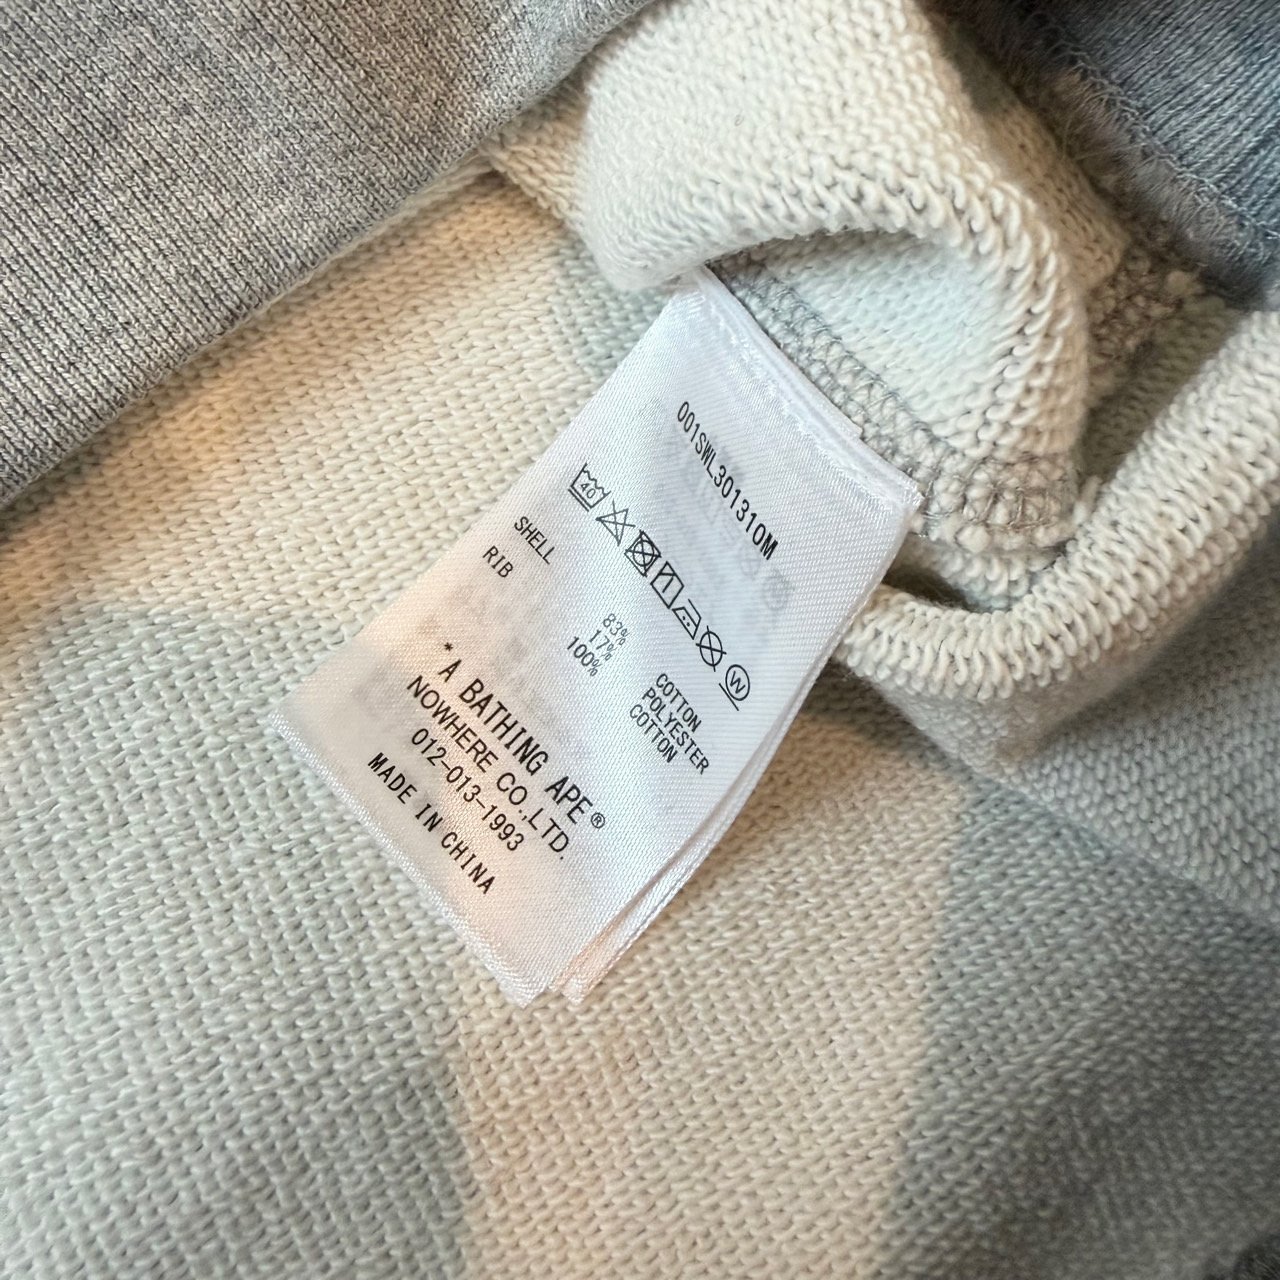 001SWL301310M
40
W
SHELL 83% COTTON
17% POLYESTER
RIB 100% COTTON
*A BATHING APE®
NOWHERE CO.,LTD.
012-013-1993
MADE IN CHINA